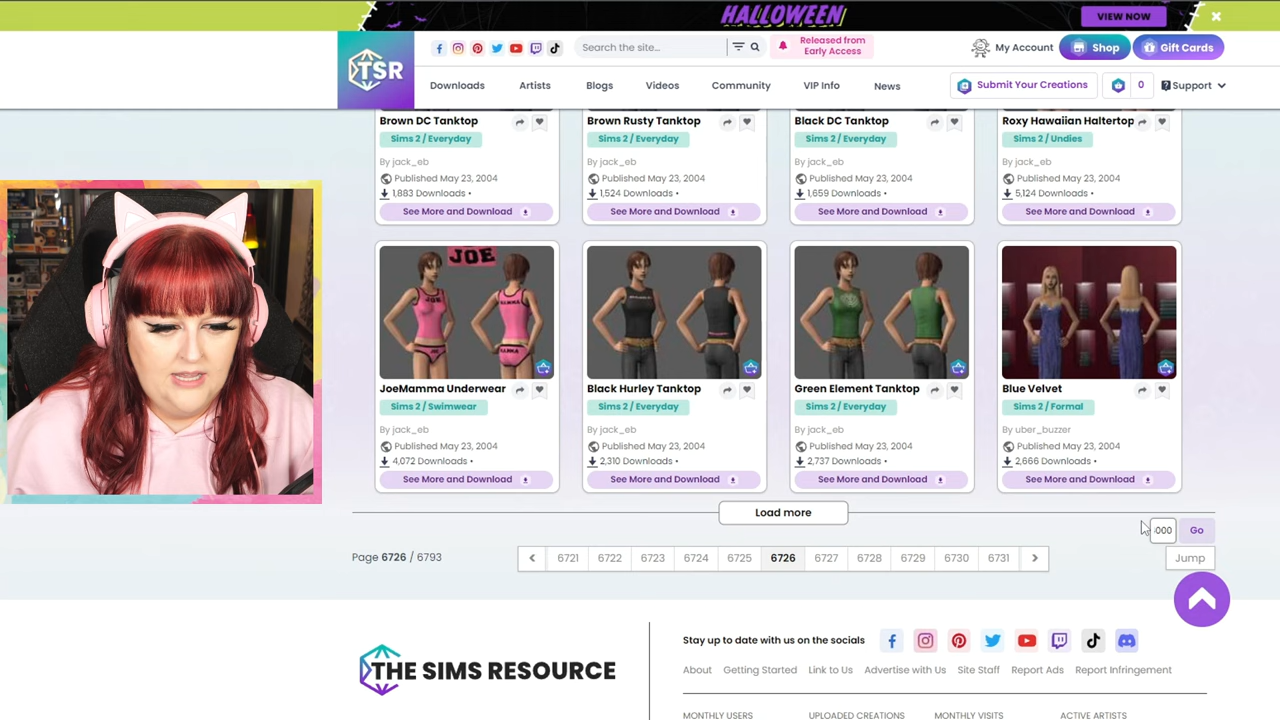 HALLOWEEN
VIEW NOW
TSR
Search the site...
Released from
Early Access
My Account
Shop
Gift Cards
Downloads
Artists
Blogs
Videos
Community
VIP Info
News
Submit Your Creations
0
Support
Brown DC Tanktop
Brown Rusty Tanktop
Black DC Tanktop
Roxy Hawaiian Haltertop
Sims 2 / Everyday
Sims 2 / Everyday
Sims 2 / Everyday
Sims 2 / Undies
By jack_eb
By jack_eb
By jack_eb
By jack_eb
Published May 23, 2004
Published May 23, 2004
Published May 23, 2004
Published May 23, 2004
1,883 Downloads •
1,524 Downloads •
1,659 Downloads •
5,124 Downloads •
See More and Download
See More and Download
See More and Download
See More and Download
JOE
JOE
JoeMamma Underwear
Black Hurley Tanktop
Green Element Tanktop
Blue Velvet
Sims 2 / Swimwear
Sims 2 / Everyday
Sims 2 / Everyday
Sims 2 / Formal
By jack_eb
By jack_eb
By jack_eb
By uber_buzzer
Published May 23, 2004
Published May 23, 2004
Published May 23, 2004
Published May 23, 2004
4,072 Downloads •
2,310 Downloads •
2,737 Downloads •
2,666 Downloads •
See More and Download
See More and Download
See More and Download
See More and Download
Load more
000
Go
Page 6726 / 6793
6721
6722
6723
6724
6725
6726
6727
6728
6729
6730
6731
Jump
THE SIMS RESOURCE
Stay up to date with us on the socials
About
Getting Started
Link to Us
Advertise with Us
Site Staff
Report Ads
Report Infringement
MONTHLY USERS
UPLOADED CREATIONS
MONTHLY VISITS
ACTIVE ARTISTS